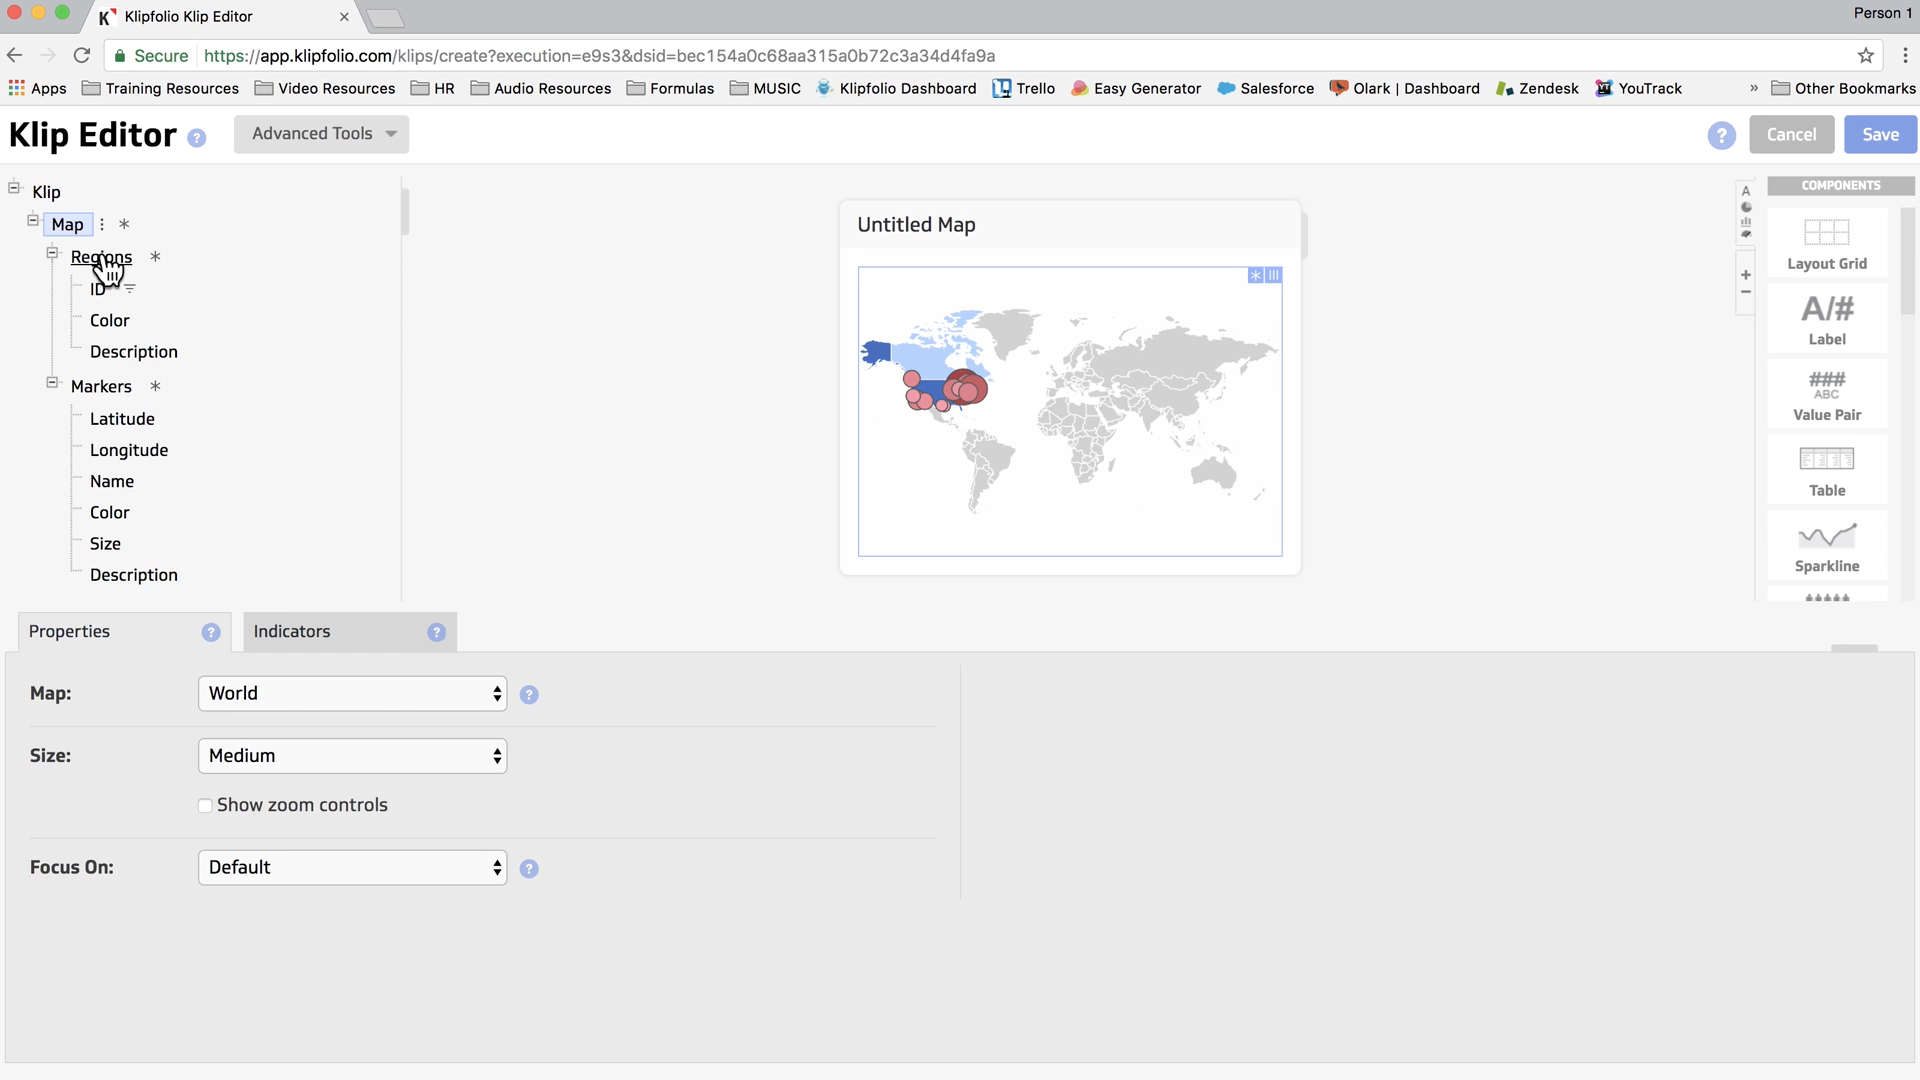 Klipfolio Klip Editor
Person 1
Secure https://app.klipfolio.com/klips/create?execution=e9s3&dsid=bec154a0c68aa315a0b72c3a34d4fa9a
Apps Training Resources Video Resources HR Audio Resources Formulas MUSIC Klipfolio Dashboard Trello Easy Generator Salesforce Olark | Dashboard Zendesk YouTrack » Other Bookmarks
Klip Editor ? Advanced Tools ? Cancel Save
Klip
Map
Regions
ID
Color
Description
Markers
Latitude
Longitude
Name
Color
Size
Description
Untitled Map
A
COMPONENTS
Layout Grid
A/#
Label
###
ABC
Value Pair
Table
Sparkline
Properties ?
Indicators ?
Map: World ?
Size: Medium
Show zoom controls
Focus On: Default ?